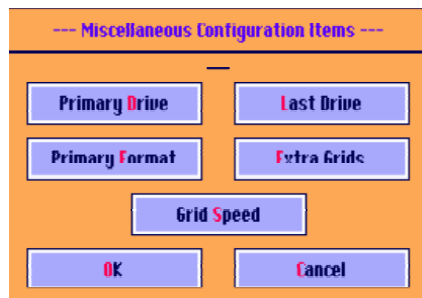 --- Miscellaneous Configuration Items ---
Primary Drive
Last Drive
Primary Format
Extra Grids
Grid Speed
OK
Cancel